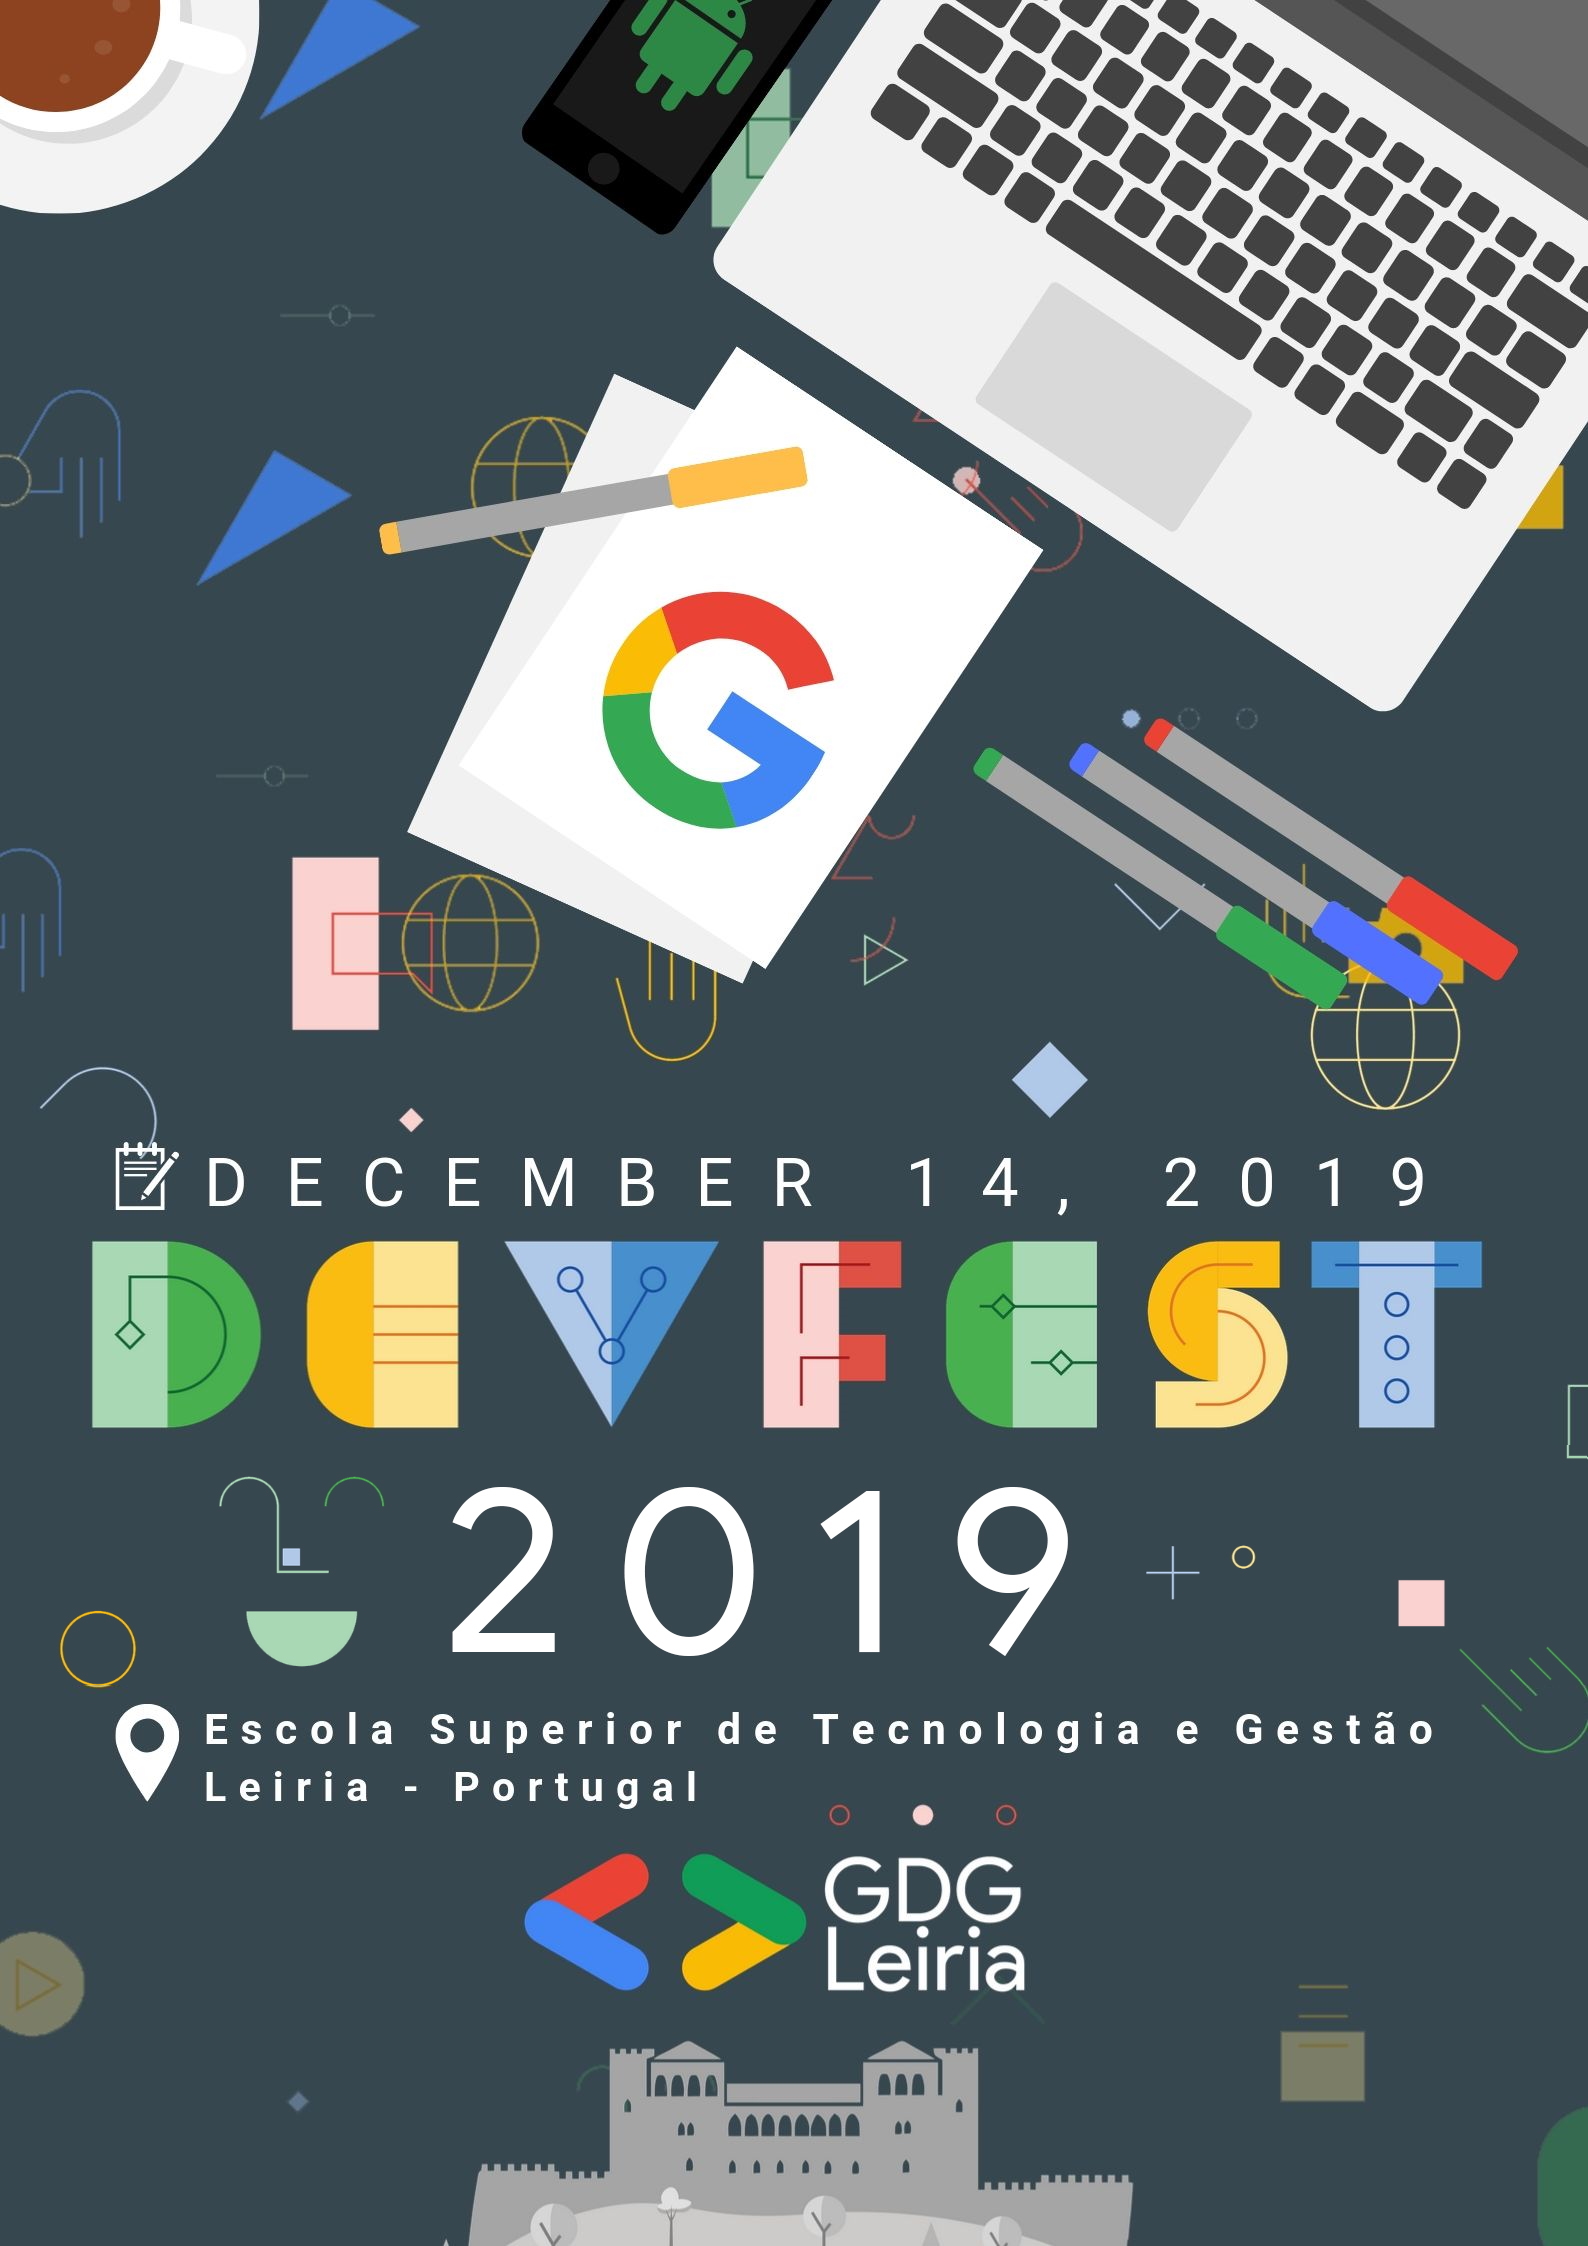 G
DECEMBER 14, 2019
DEVFEST
2019
Escola Superior de Tecnologia e Gestão
Leiria - Portugal
GDG
Leiria